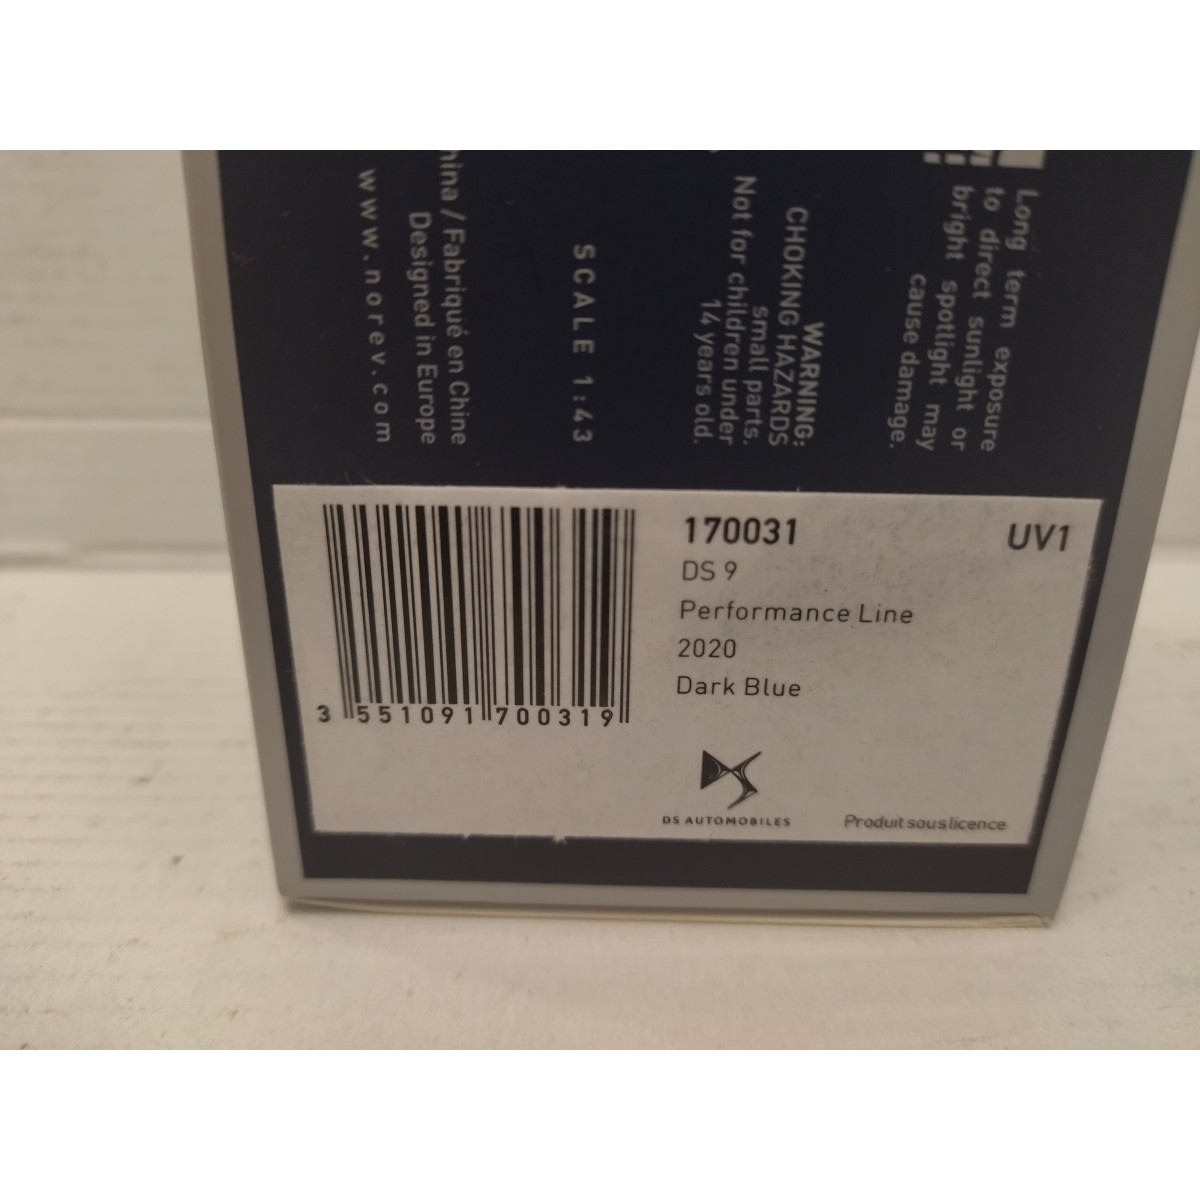 Long term exposure
to direct sunlight or
bright spotlight may
cause damage.
WARNING:
CHOKING HAZARDS
small parts.
Not for children under
14 years old.
SCALE 1:43
/ Fabriqué en Chine
Designed in Europe
www.norev.com
170031
UV1
DS 9
Performance Line
2020
Dark Blue
3 551091 700319
DS AUTOMOBILES
Produit sous licence